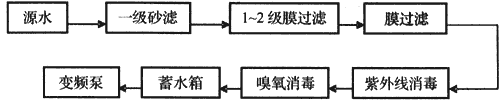 源水
一级砂滤
1~2 级膜过滤
膜过滤
紫外线消毒
嗅氧消毒
蓄水箱
变频泵